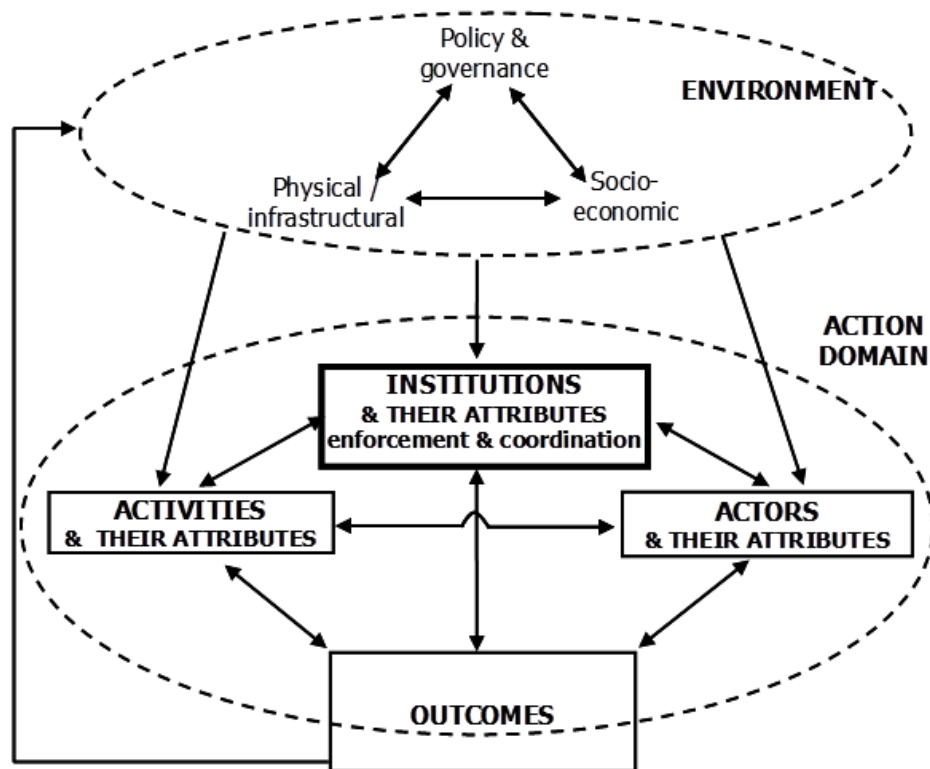 Policy &
governance
ENVIRONMENT
Physical /
infrastructural
Socio-
economic
ACTION
DOMAIN
INSTITUTIONS
& THEIR ATTRIBUTES
enforcement & coordination
ACTIVITIES
& THEIR ATTRIBUTES
ACTORS
& THEIR ATTRIBUTES
OUTCOMES